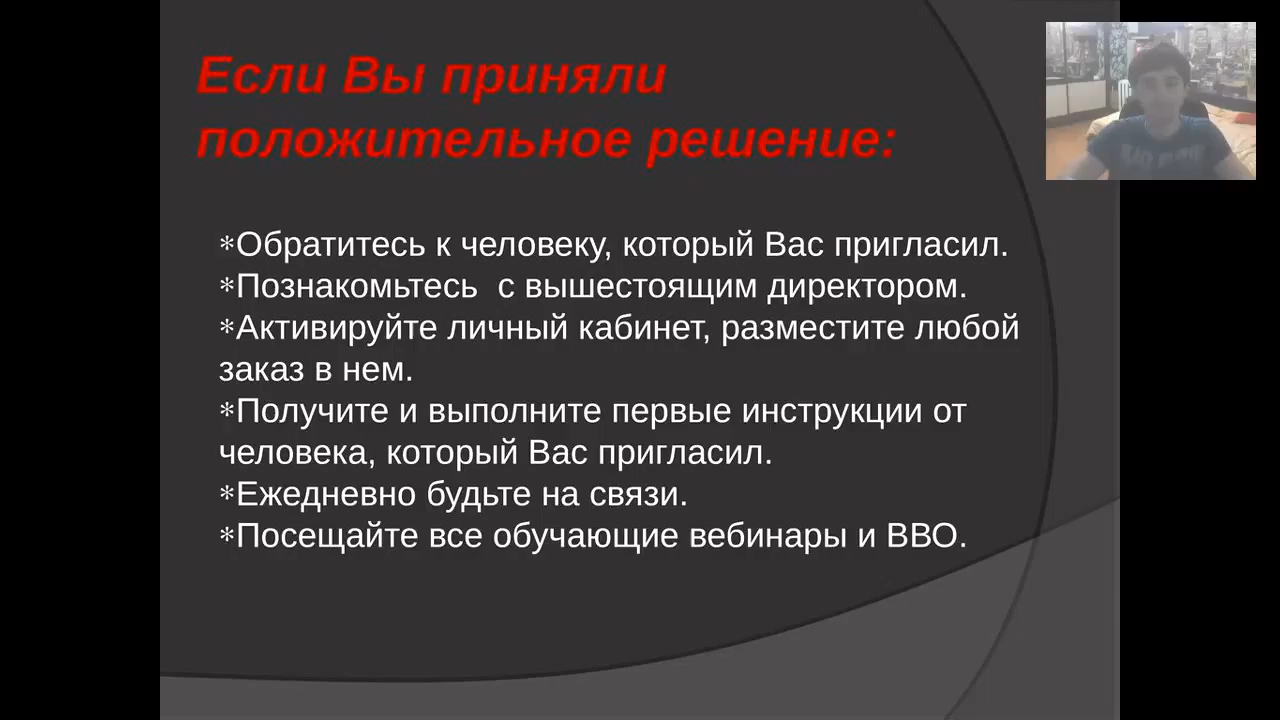 Если Вы приняли
положительное решение:
*Обратитесь к человеку, который Вас пригласил.
*Познакомьтесь  с вышестоящим директором.
*Активируйте личный кабинет, разместите любой
заказ в нем.
*Получите и выполните первые инструкции от
человека, который Вас пригласил.
*Ежедневно будьте на связи.
*Посещайте все обучающие вебинары и ВВО.